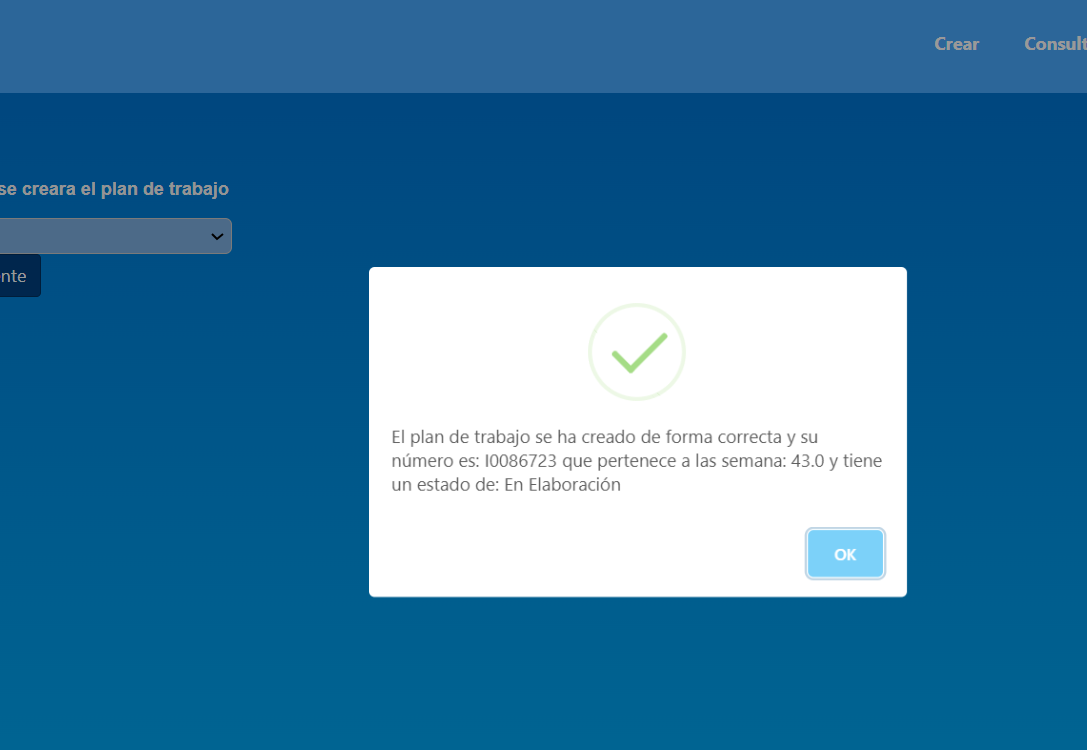 Crear Consult
se creara el plan de trabajo
nte
El plan de trabajo se ha creado de forma correcta y su
número es: I0086723 que pertenece a las semana: 43.0 y tiene
un estado de: En Elaboración
OK